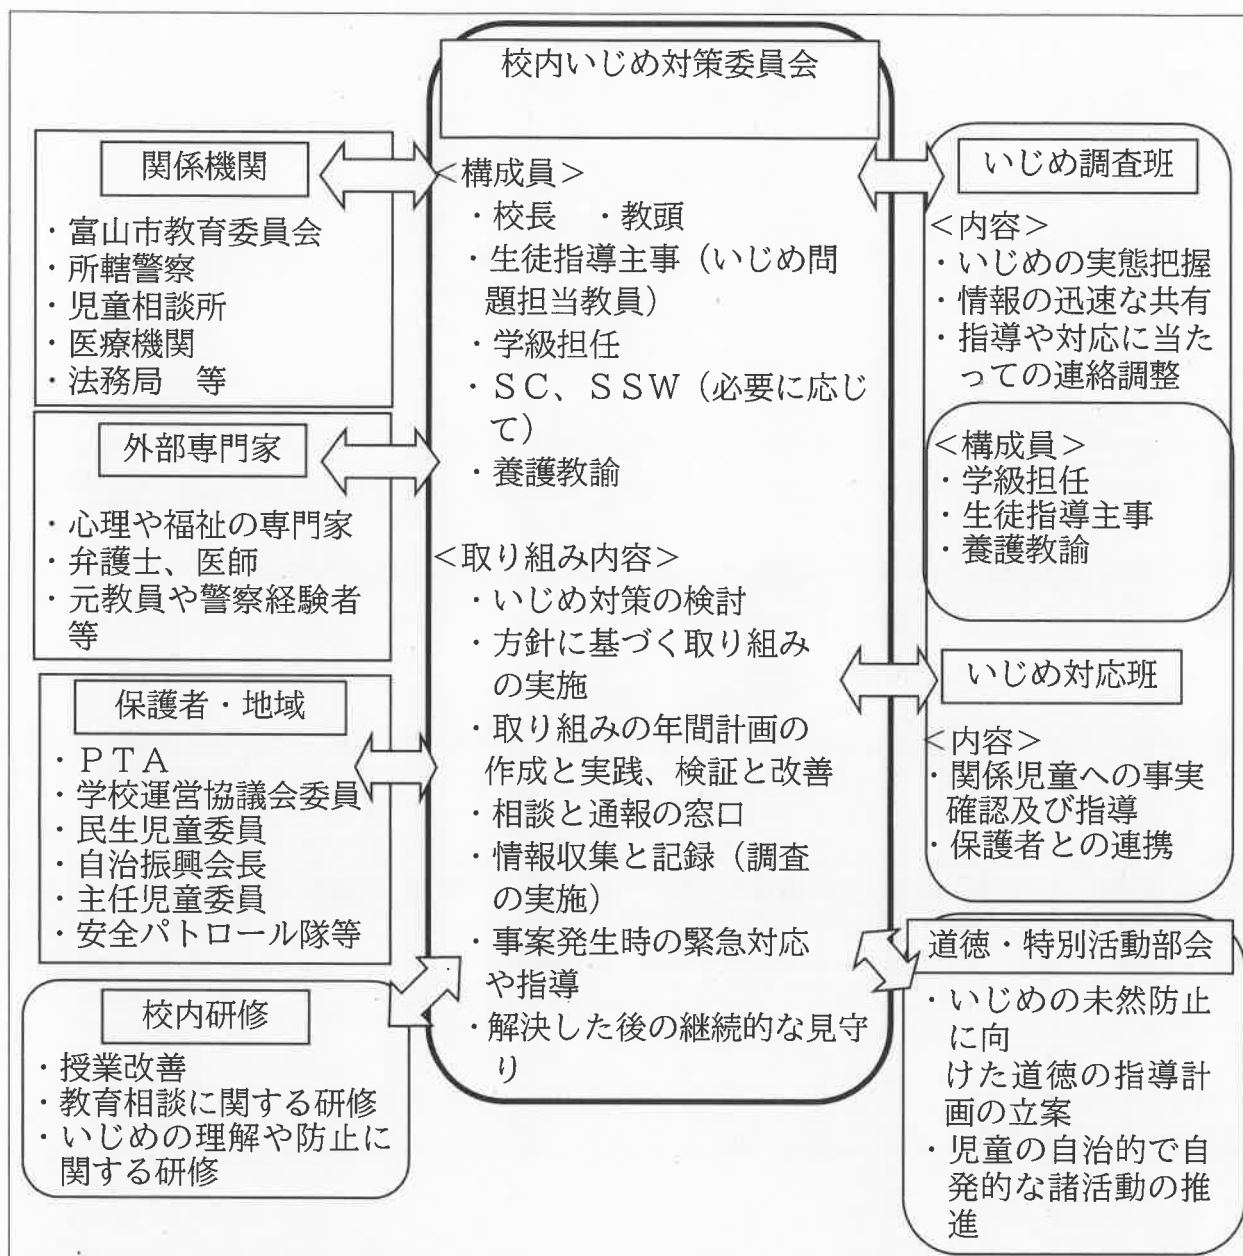 校内いじめ対策委員会
<構成員>
・校長　・教頭
・生徒指導主事（いじめ問
題担当教員）
・学級担任
・ＳＣ、ＳＳＷ（必要に応じ
て）
・養護教諭
<取り組み内容>
・いじめ対策の検討
・方針に基づく取り組み
の実施
・取り組みの年間計画の
作成と実践、検証と改善
・相談と通報の窓口
・情報収集と記録（調査
の実施）
・事案発生時の緊急対応
や指導
・解決した後の継続的な見守
り
関係機関
・富山市教育委員会
・所轄警察
・児童相談所
・医療機関
・法務局　等
外部専門家
・心理や福祉の専門家
・弁護士、医師
・元教員や警察経験者
等
保護者・地域
・ＰＴＡ
・学校運営協議会委員
・民生児童委員
・自治振興会長
・主任児童委員
・安全パトロール隊等
校内研修
・授業改善
・教育相談に関する研修
・いじめの理解や防止に
関する研修
いじめ調査班
<内容>
・いじめの実態把握
・情報の迅速な共有
・指導や対応に当た
っての連絡調整
<構成員>
・学級担任
・生徒指導主事
・養護教諭
いじめ対応班
<内容>
・関係児童への事実
確認及び指導
・保護者との連携
道徳・特別活動部会
・いじめの未然防止
に向
けた道徳の指導計
画の立案
・児童の自治的で自
発的な諸活動の推
進